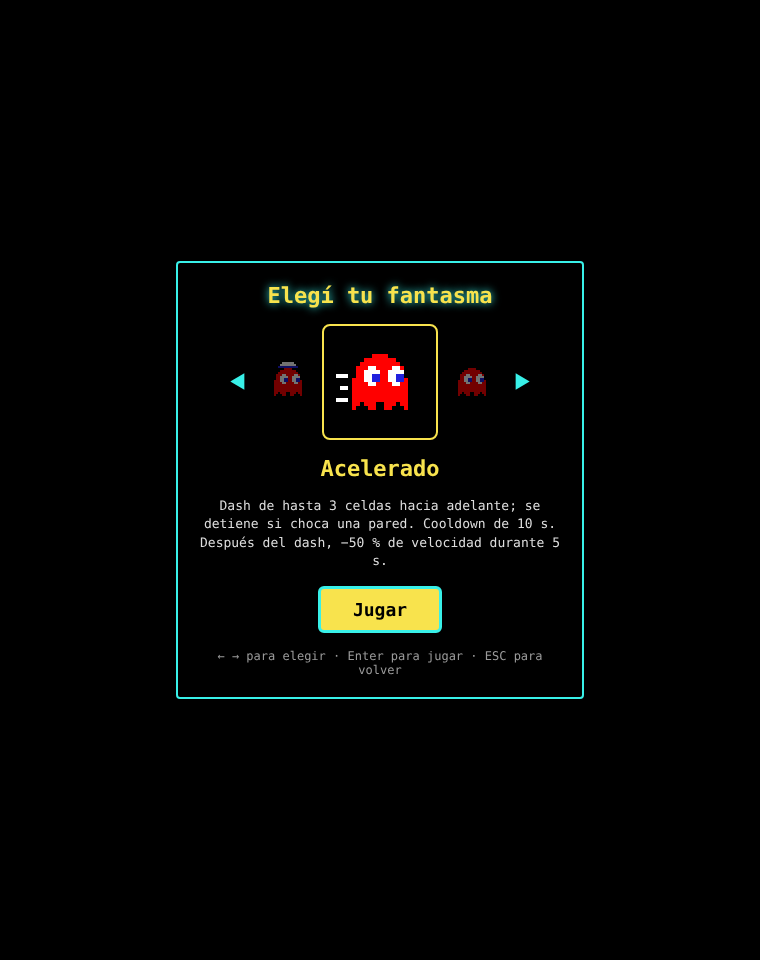 Elegí tu fantasma
Acelerado
Dash de hasta 3 celdas hacia adelante; se
detiene si choca una pared. Cooldown de 10 s.
Después del dash, −50 % de velocidad durante 5
s.
Jugar
← → para elegir · Enter para jugar · ESC para
volver